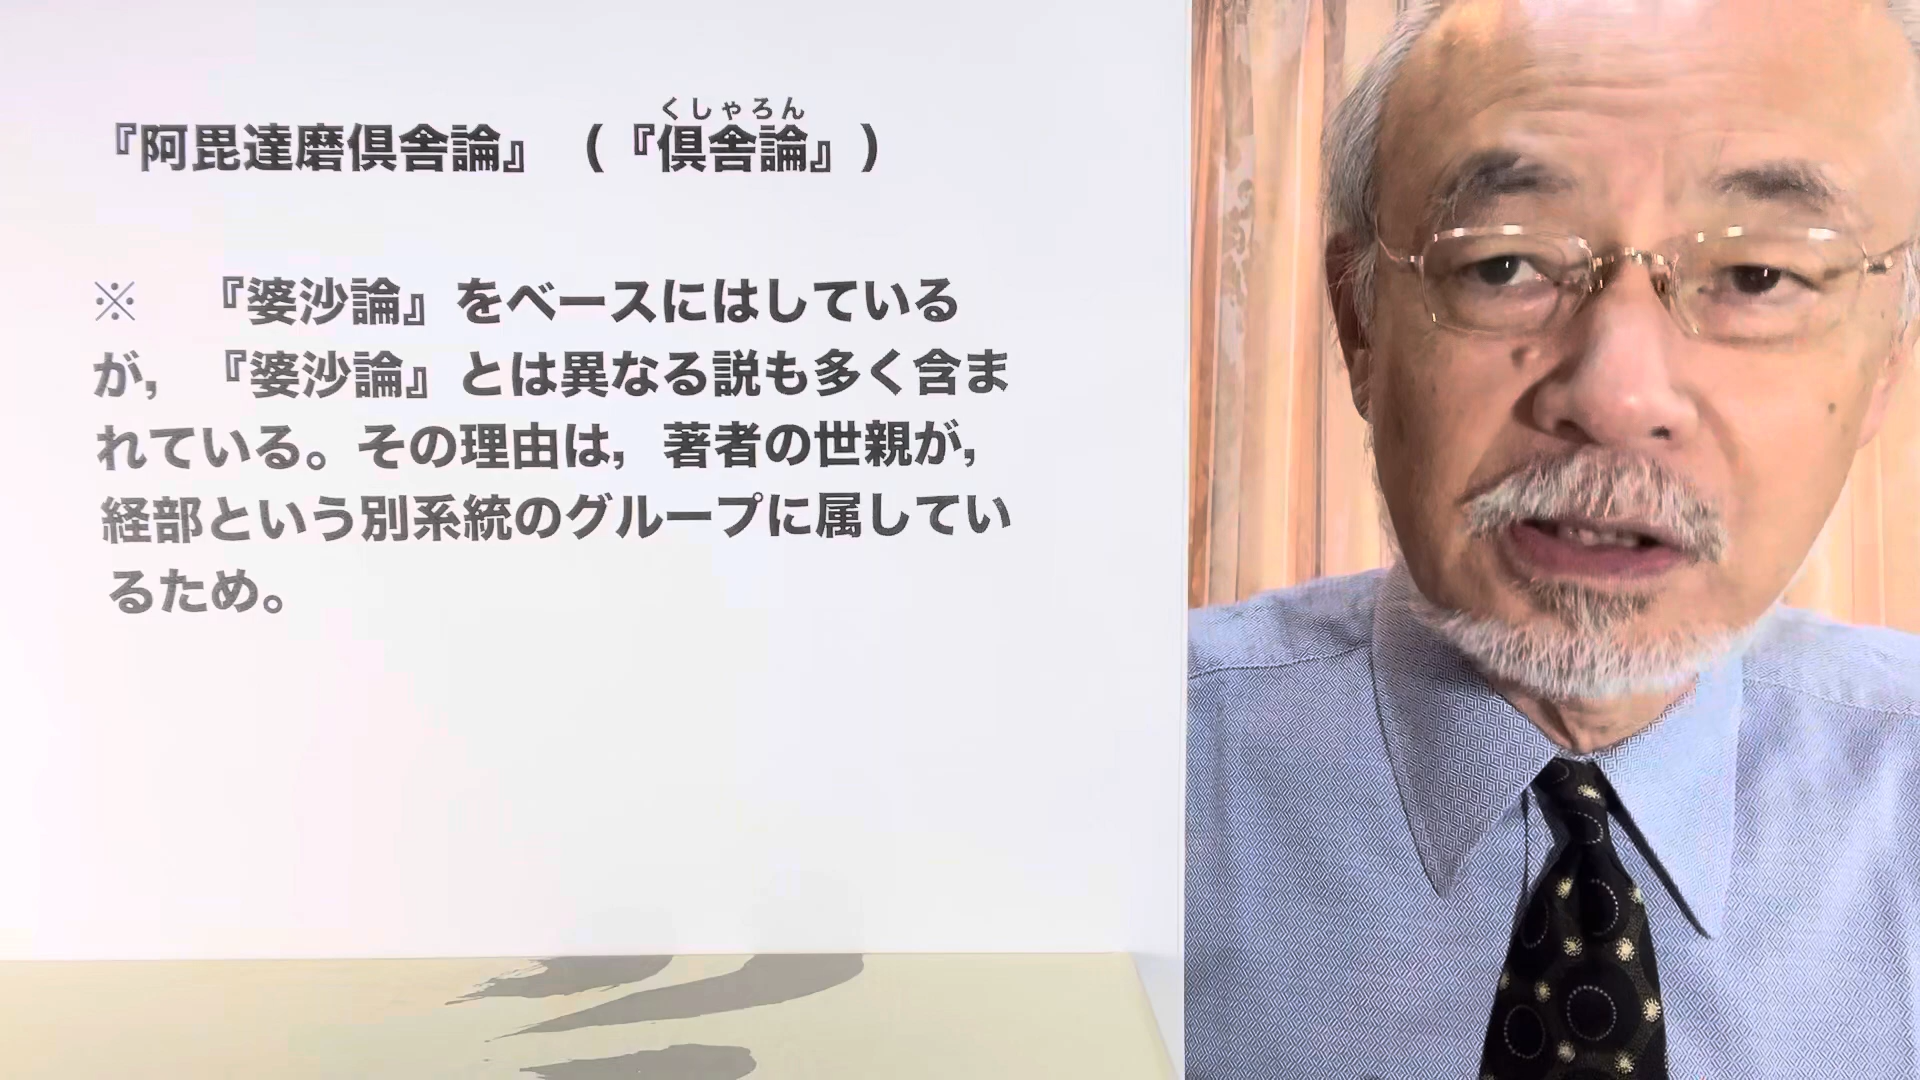 くしゃろん
『阿毘達磨倶舎論』（『倶舎論』）
※　『婆沙論』をベースにはしている
が，『婆沙論』とは異なる説も多く含ま
れている。その理由は，著者の世親が，
経部という別系統のグループに属してい
るため。